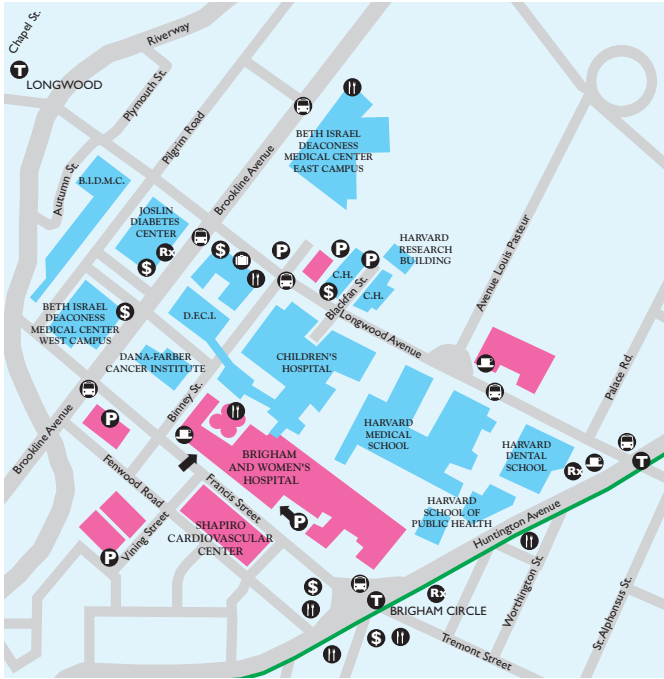 Chapel St.
Riverway
T
LONGWOOD
Plymouth St.
Pilgrim Road
Brookline Avenue
BETH ISRAEL
DEACONESS
MEDICAL CENTER
EAST CAMPUS
Autumn St.
B.I.D.M.C.
JOSLIN
DIABETES
CENTER
Rx
$
$
P
P
P
HARVARD
RESEARCH
BUILDING
Avenue Louis Pasteur
C.H.
C.H.
$
Blackfan St.
Longwood Avenue
BETH ISRAEL
DEACONESS
MEDICAL CENTER
WEST CAMPUS
$
D.F.C.I.
DANA-FARBER
CANCER INSTITUTE
CHILDREN'S
HOSPITAL
Binney St.
Palace Rd.
Brookline Avenue
P
HARVARD
MEDICAL
SCHOOL
HARVARD
DENTAL
SCHOOL
Rx
T
BRIGHAM
AND WOMEN'S
HOSPITAL
Fenwood Road
Francis Street
P
SHAPIRO
CARDIOVASCULAR
CENTER
HARVARD
SCHOOL OF
PUBLIC HEALTH
Huntington Avenue
Vining Street
P
Worthington St.
St. Alphonsus St.
$
T
Rx
BRIGHAM CIRCLE
$
Tremont Street